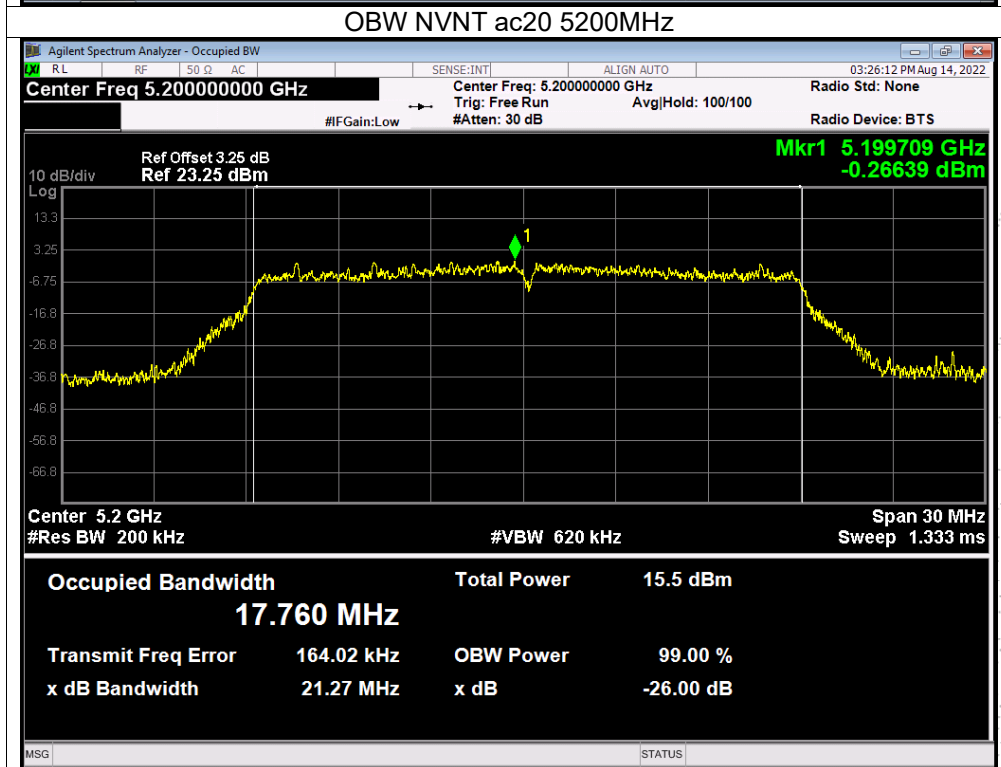 OBW NVNT ac20 5200MHz
Agilent Spectrum Analyzer - Occupied BW
LXI RL RF 50 Ω AC SENSE:INT ALIGN AUTO 03:26:12 PM Aug 14, 2022
Center Freq 5.200000000 GHz Center Freq: 5.200000000 GHz Radio Std: None
Trig: Free Run Avg|Hold: 100/100
#IFGain:Low #Atten: 30 dB Radio Device: BTS
Ref Offset 3.25 dB Mkr1 5.199709 GHz
10 dB/div Ref 23.25 dBm -0.26639 dBm
Log
13.3
1
3.25
-6.75
-16.8
-26.8
-36.8
-46.8
-56.8
-66.8
Center 5.2 GHz Span 30 MHz
#Res BW 200 kHz #VBW 620 kHz Sweep 1.333 ms
Occupied Bandwidth Total Power 15.5 dBm
17.760 MHz
Transmit Freq Error 164.02 kHz OBW Power 99.00 %
x dB Bandwidth 21.27 MHz x dB -26.00 dB
MSG STATUS